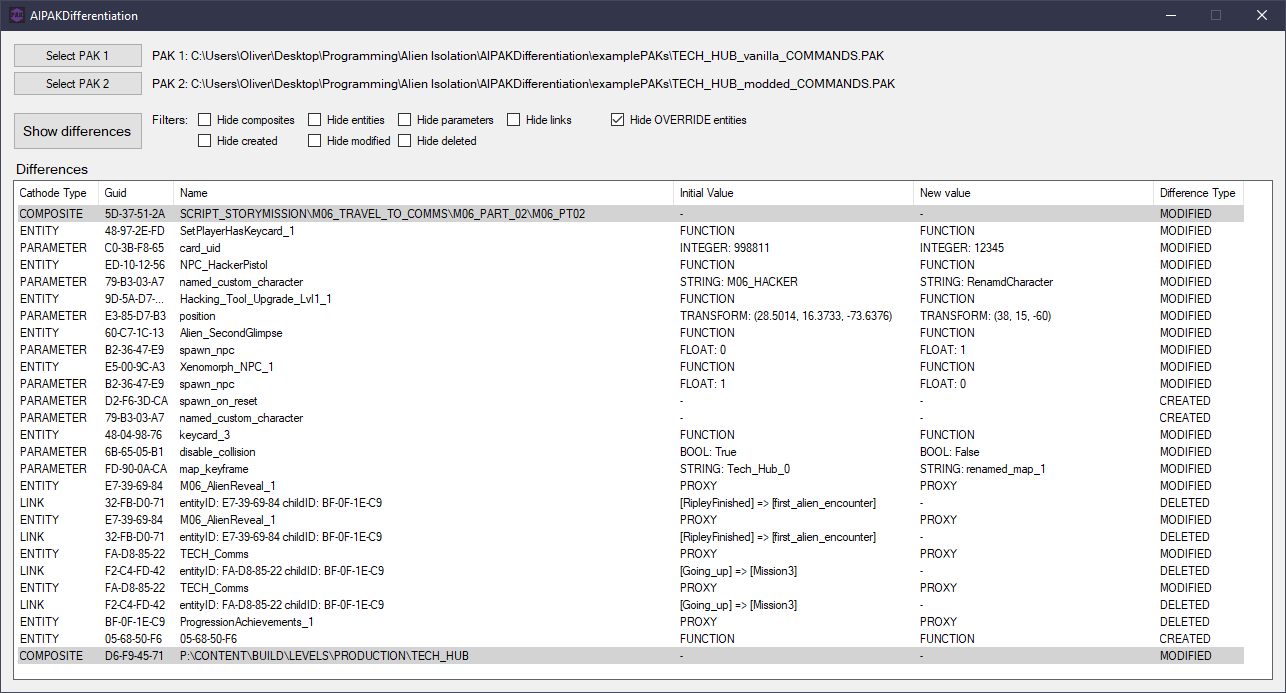 AIPAKDifferentiation
Select PAK 1 PAK 1: C:\Users\Oliver\Desktop\Programming\Alien Isolation\AIPAKDifferentiation\examplePAKs\TECH_HUB_vanilla_COMMANDS.PAK
Select PAK 2 PAK 2: C:\Users\Oliver\Desktop\Programming\Alien Isolation\AIPAKDifferentiation\examplePAKs\TECH_HUB_modded_COMMANDS.PAK
Show differences Filters: Hide composites Hide entities Hide parameters Hide links Hide OVERRIDE entities
Hide created Hide modified Hide deleted
Differences
Cathode Type Guid Name Initial Value New value Difference Type
COMPOSITE 5D-37-51-2A SCRIPT_STORYMISSION\M06_TRAVEL_TO_COMMS\M06_PART_02\M06_PT02 - - MODIFIED
ENTITY 48-97-2E-FD SetPlayerHasKeycard_1 FUNCTION FUNCTION MODIFIED
PARAMETER C0-3B-F8-65 card_uid INTEGER: 998811 INTEGER: 12345 MODIFIED
ENTITY ED-10-12-56 NPC_HackerPistol FUNCTION FUNCTION MODIFIED
PARAMETER 79-B3-03-A7 named_custom_character STRING: M06_HACKER STRING: RenamdCharacter MODIFIED
ENTITY 9D-5A-D7-... Hacking_Tool_Upgrade_Lvl1_1 FUNCTION FUNCTION MODIFIED
PARAMETER E3-85-D7-B3 position TRANSFORM: (28.5014, 16.3733, -73.6376) TRANSFORM: (38, 15, -60) MODIFIED
ENTITY 60-C7-1C-13 Alien_SecondGlimpse FUNCTION FUNCTION MODIFIED
PARAMETER B2-36-47-E9 spawn_npc FLOAT: 0 FLOAT: 1 MODIFIED
ENTITY E5-00-9C-A3 Xenomorph_NPC_1 FUNCTION FUNCTION MODIFIED
PARAMETER B2-36-47-E9 spawn_npc FLOAT: 1 FLOAT: 0 MODIFIED
PARAMETER D2-F6-3D-CA spawn_on_reset - - CREATED
PARAMETER 79-B3-03-A7 named_custom_character - - CREATED
ENTITY 48-04-98-76 keycard_3 FUNCTION FUNCTION MODIFIED
PARAMETER 6B-65-05-B1 disable_collision BOOL: True BOOL: False MODIFIED
PARAMETER FD-90-0A-CA map_keyframe STRING: Tech_Hub_0 STRING: renamed_map_1 MODIFIED
ENTITY E7-39-69-84 M06_AlienReveal_1 PROXY PROXY MODIFIED
LINK 32-FB-D0-71 entityID: E7-39-69-84 childID: BF-0F-1E-C9 [RipleyFinished] => [first_alien_encounter] - DELETED
ENTITY E7-39-69-84 M06_AlienReveal_1 PROXY PROXY MODIFIED
LINK 32-FB-D0-71 entityID: E7-39-69-84 childID: BF-0F-1E-C9 [RipleyFinished] => [first_alien_encounter] - DELETED
ENTITY FA-D8-85-22 TECH_Comms PROXY PROXY MODIFIED
LINK F2-C4-FD-42 entityID: FA-D8-85-22 childID: BF-0F-1E-C9 [Going_up] => [Mission3] - DELETED
ENTITY FA-D8-85-22 TECH_Comms PROXY PROXY MODIFIED
LINK F2-C4-FD-42 entityID: FA-D8-85-22 childID: BF-0F-1E-C9 [Going_up] => [Mission3] - DELETED
ENTITY BF-0F-1E-C9 ProgressionAchievements_1 PROXY PROXY DELETED
ENTITY 05-68-50-F6 05-68-50-F6 FUNCTION FUNCTION CREATED
COMPOSITE D6-F9-45-71 P:\CONTENT\BUILD\LEVELS\PRODUCTION\TECH_HUB - - MODIFIED